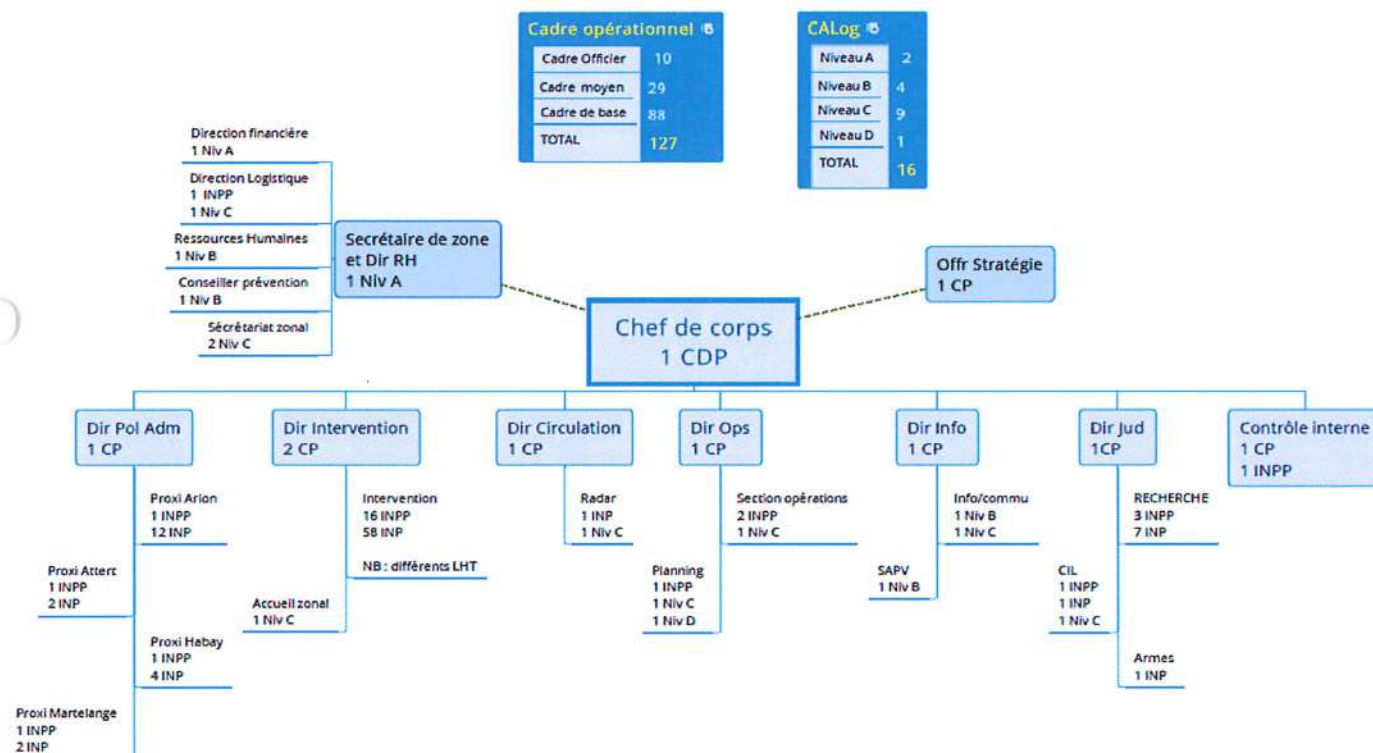 Cadre opérationnel
Cadre Officier 10
Cadre moyen 29
Cadre de base 88
TOTAL 127
CALog
Niveau A 2
Niveau B 4
Niveau C 9
Niveau D 1
TOTAL 16
Direction financière
1 Niv A
Direction Logistique
1 INPP
1 Niv C
Ressources Humaines
1 Niv B
Conseiller prévention
1 Niv B
Sécrétariat zonal
2 Niv C
Secrétaire de zone
et Dir RH
1 Niv A
Offr Stratégie
1 CP
Chef de corps
1 CDP
Dir Pol Adm
1 CP
Proxi Arlon
1 INPP
12 INP
Proxi Attert
1 INPP
2 INP
Proxi Habay
1 INPP
4 INP
Proxi Martelange
1 INPP
2 INP
Dir Intervention
2 CP
Intervention
16 INPP
58 INP
NB : différents LHT
Accueil zonal
1 Niv C
Dir Circulation
1 CP
Radar
1 INP
1 Niv C
Dir Ops
1 CP
Section opérations
2 INPP
1 Niv C
Planning
1 INPP
1 Niv C
1 Niv D
Dir Info
1 CP
Info/commu
1 Niv B
1 Niv C
SAPV
1 Niv B
Dir Jud
1CP
RECHERCHE
3 INPP
7 INP
CIL
1 INPP
1 INP
1 Niv C
Armes
1 INP
Contrôle interne
1 CP
1 INPP